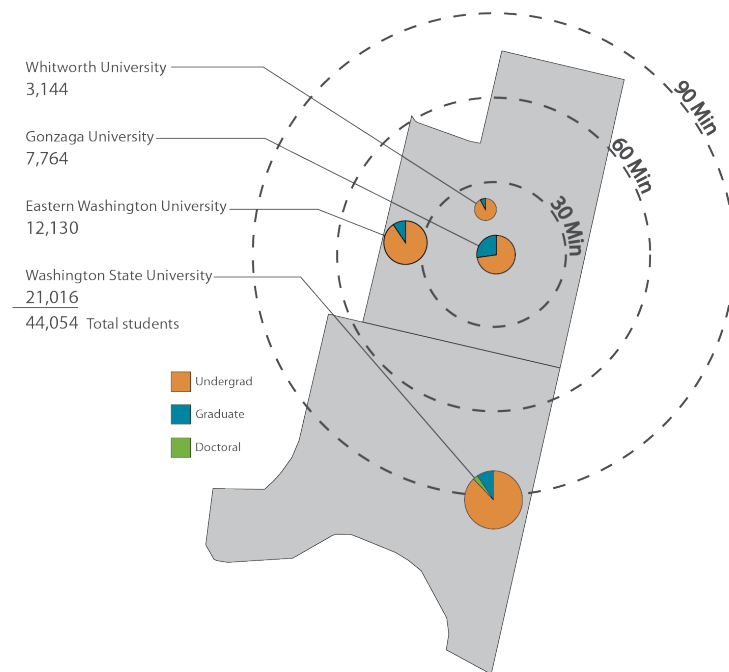 Whitworth University
3,144
Gonzaga University
7,764
Eastern Washington University
12,130
Washington State University
21,016
44,054 Total students
90 Min
60 Min
30 Min
Undergrad
Graduate
Doctoral